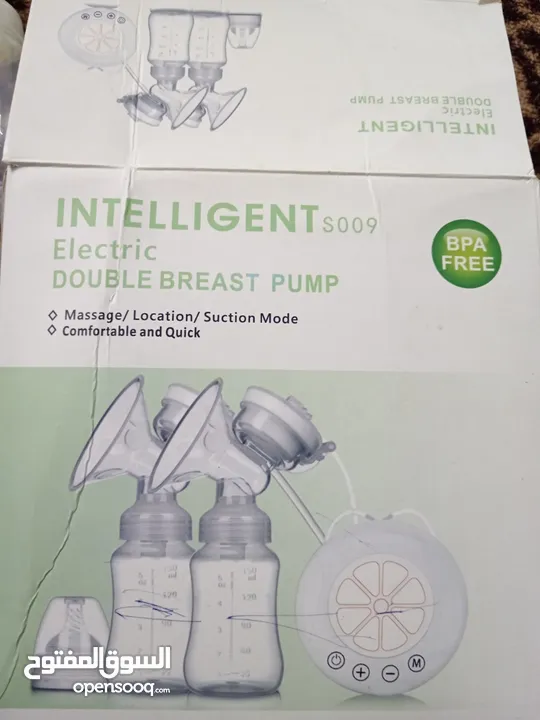 INTELLIGENT
Electric
DOUBLE BREAST PUMP
INTELLIGENT S009
Electric
DOUBLE BREAST PUMP
BPA
FREE
◊ Massage/ Location/ Suction Mode
◊ Comfortable and Quick
M
السوق المفتوح
opensooq.com